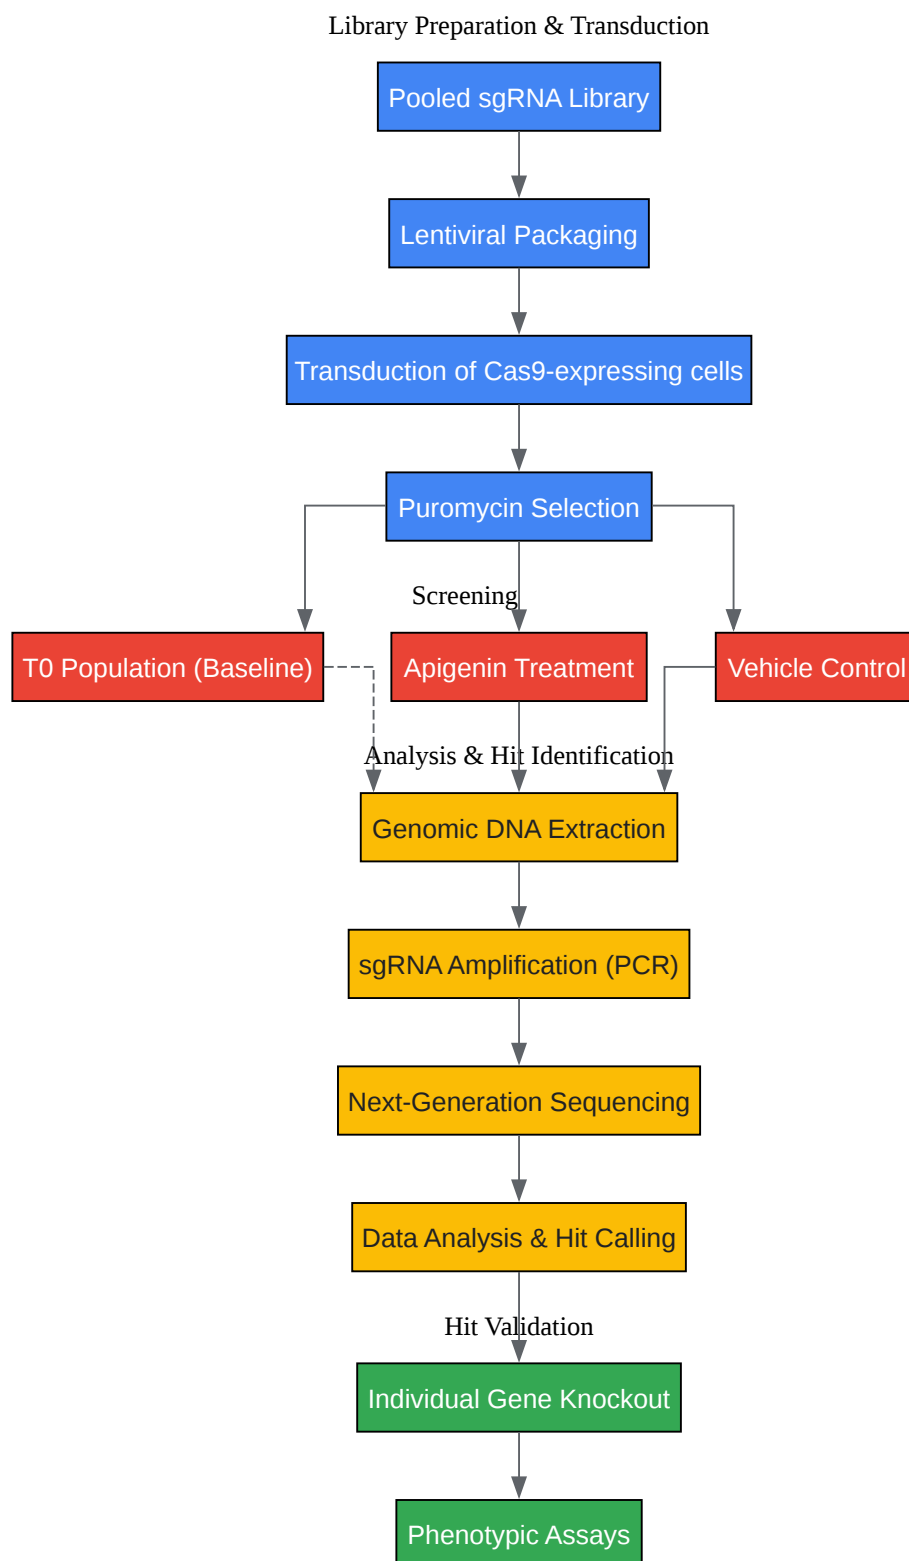 Library Preparation & Transduction
Pooled sgRNA Library
Lentiviral Packaging
Transduction of Cas9-expressing cells
Puromycin Selection
Screening
T0 Population (Baseline)
Apigenin Treatment
Vehicle Control
Analysis & Hit Identification
Genomic DNA Extraction
sgRNA Amplification (PCR)
Next-Generation Sequencing
Data Analysis & Hit Calling
Hit Validation
Individual Gene Knockout
Phenotypic Assays